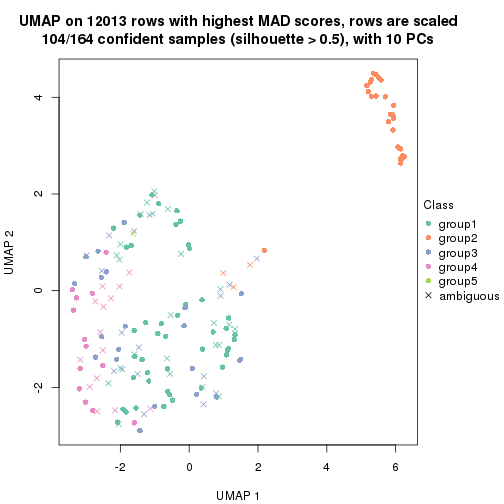 UMAP on 12013 rows with highest MAD scores, rows are scaled
104/164 confident samples (silhouette > 0.5), with 10 PCs
UMAP 2
4
2
0
-2
-2
0
2
4
6
UMAP 1
Class
group1
group2
group3
group4
group5
ambiguous